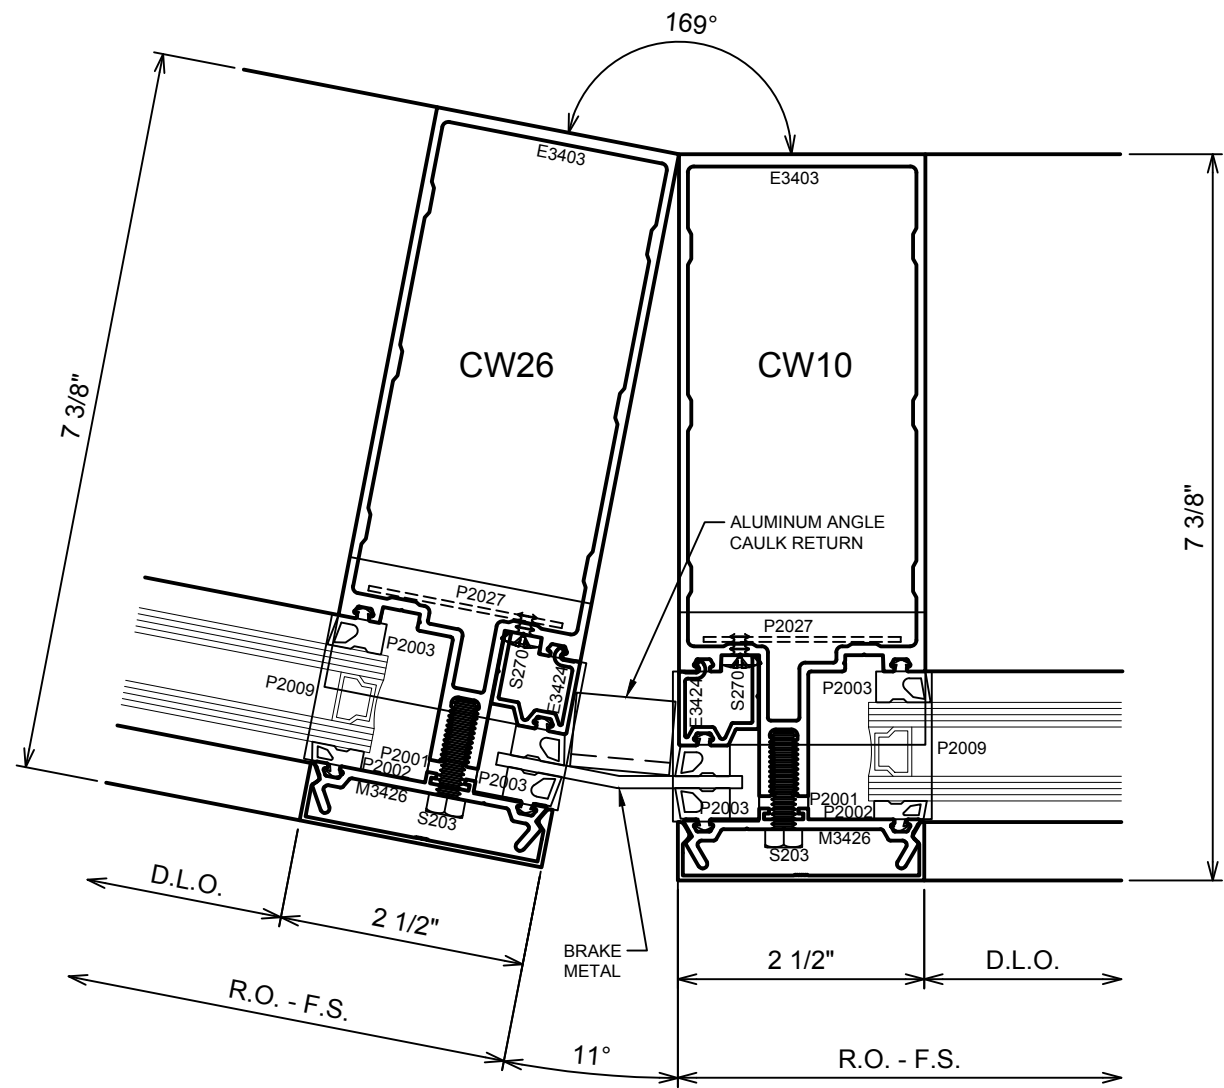 169°
E3403
E3403
7 3/8"
CW26
CW10
7 3/8"
ALUMINUM ANGLE
CAULK RETURN
P2027
P2027
P2003
S270
E3424
E3424
S270
P2003
P2009
P2009
P2001
P2002
P2003
M3426
S203
P2003
P2001
P2002
M3426
S203
D.L.O.
2 1/2"
BRAKE
METAL
2 1/2"
D.L.O.
R.O. - F.S.
11°
R.O. - F.S.